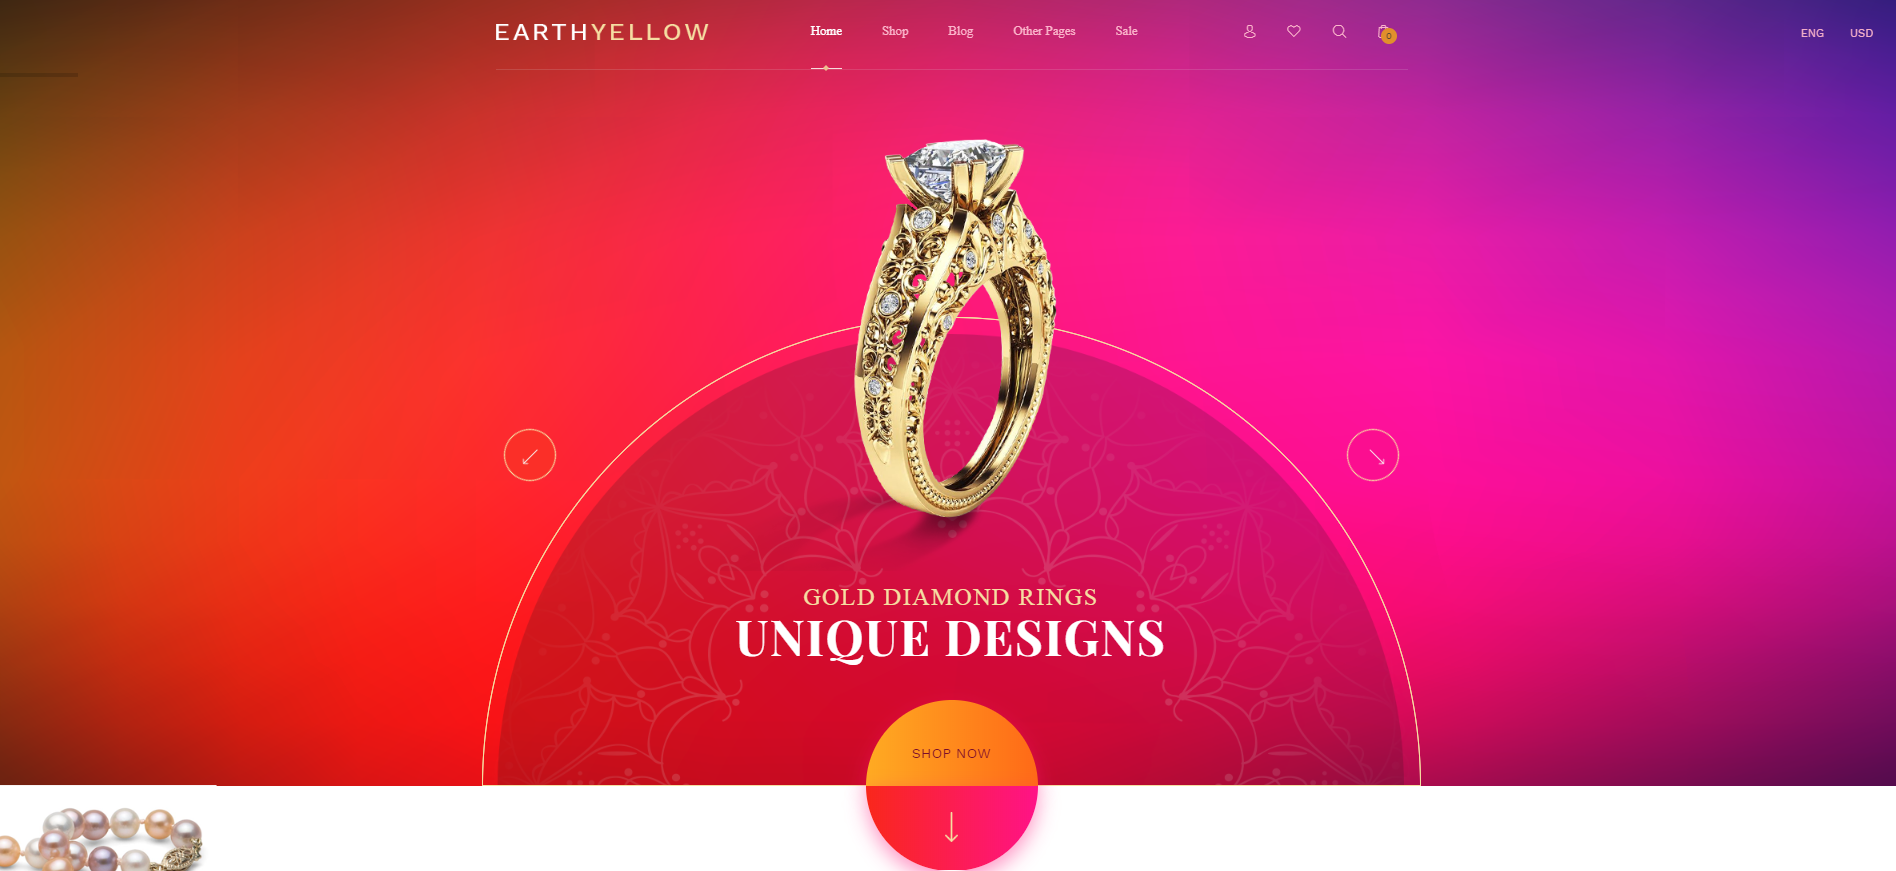 EARTHYELLOW
Home Shop Blog Other Pages Sale
0
ENG USD
GOLD DIAMOND RINGS
UNIQUE DESIGNS
SHOP NOW